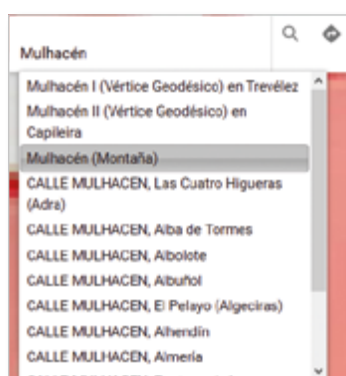 Mulhacén
Mulhacén I (Vértice Geodésico) en Trevélez
Mulhacén II (Vértice Geodésico) en
Capileira
Mulhacén (Montaña)
CALLE MULHACEN, Las Cuatro Higueras
(Adra)
CALLE MULHACEN, Alba de Tormes
CALLE MULHACEN, Albolote
CALLE MULHACEN, Albuñol
CALLE MULHACEN, El Pelayo (Algeciras)
CALLE MULHACEN, Alhendín
CALLE MULHACEN, Almería